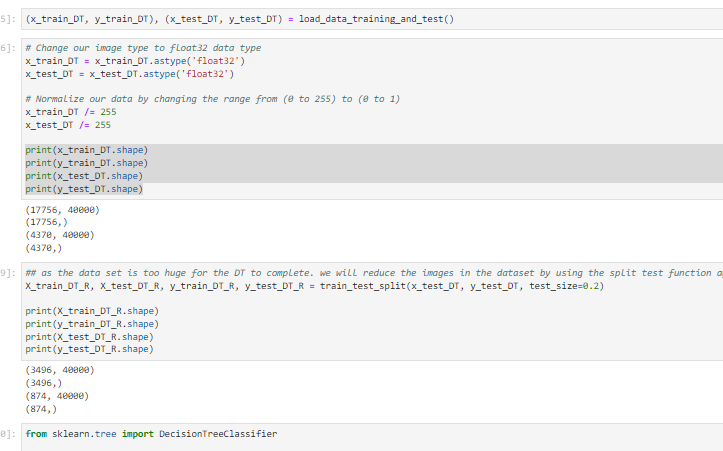 5]: (x_train_DT, y_train_DT), (x_test_DT, y_test_DT) = load_data_training_and_test()
6]: # Change our image type to float32 data type
x_train_DT = x_train_DT.astype('float32')
x_test_DT = x_test_DT.astype('float32')
# Normalize our data by changing the range from (0 to 255) to (0 to 1)
x_train_DT /= 255
x_test_DT /= 255
print(x_train_DT.shape)
print(y_train_DT.shape)
print(x_test_DT.shape)
print(y_test_DT.shape)
(17756, 40000)
(17756,)
(4370, 40000)
(4370,)
9]: ## as the data set is too huge for the DT to complete. we will reduce the images in the dataset by using the split test function
X_train_DT_R, X_test_DT_R, y_train_DT_R, y_test_DT_R = train_test_split(x_test_DT, y_test_DT, test_size=0.2)
print(X_train_DT_R.shape)
print(y_train_DT_R.shape)
print(X_test_DT_R.shape)
print(y_test_DT_R.shape)
(3496, 40000)
(3496,)
(874, 40000)
(874,)
0]: from sklearn.tree import DecisionTreeClassifier